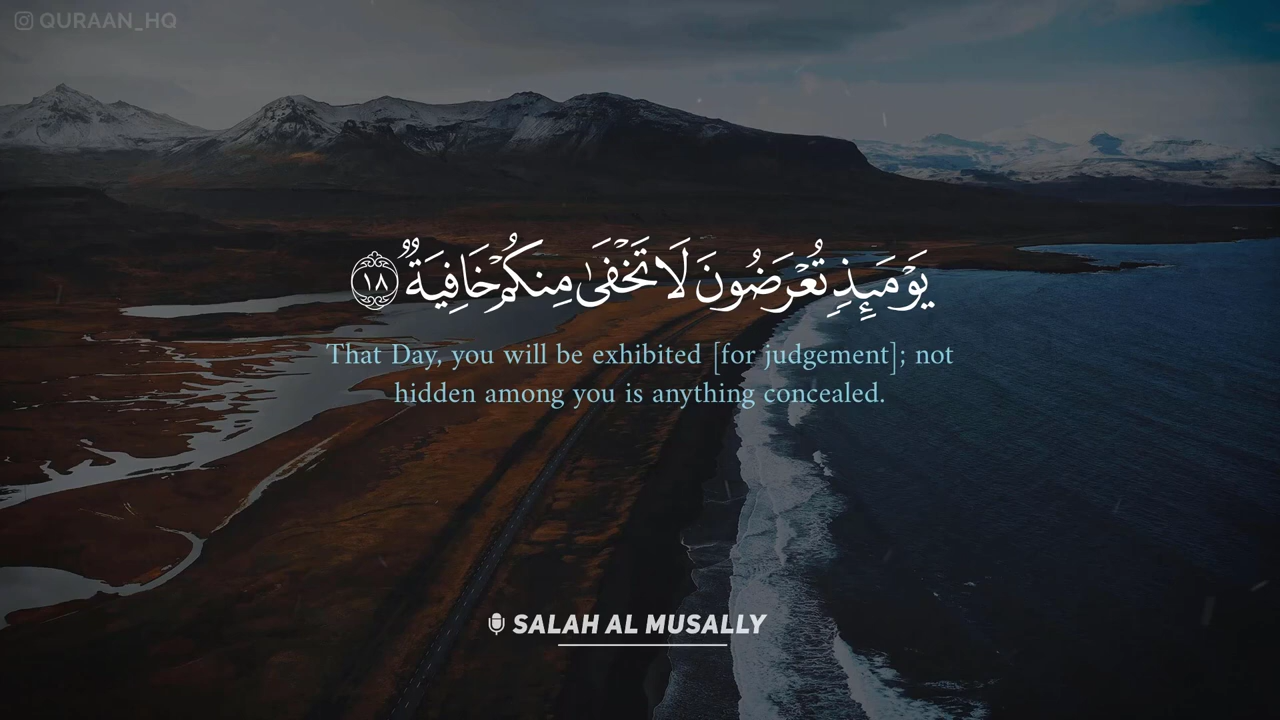 QURAAN_HQ
يَوْمَئِذٍ تُعْرَضُونَ لَا تَخْفَىٰ مِنكُمْ خَافِيَةٌ ١٨
That Day, you will be exhibited [for judgement]; not
hidden among you is anything concealed.
SALAH AL MUSALLY